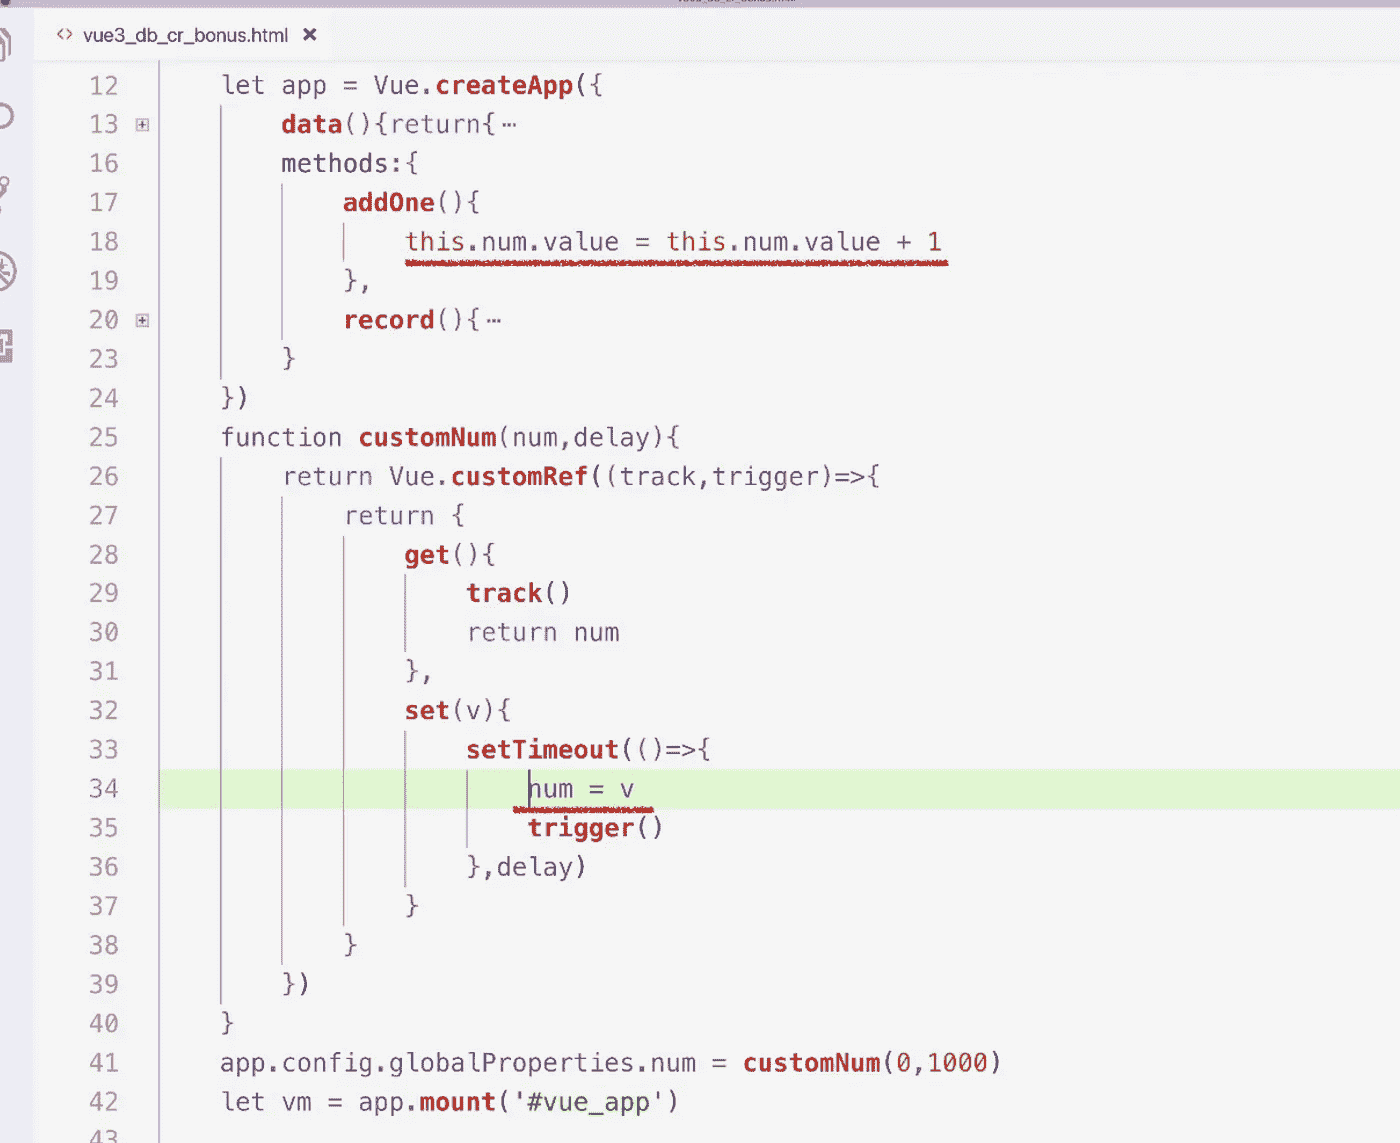 <> vue3_db_cr_bonus.html ×
12 let app = Vue.createApp({
13 data(){return{⋯
16 methods:{
17 addOne(){
18 this.num.value = this.num.value + 1
19 },
20 record(){⋯
23 }
24 })
25 function customNum(num,delay){
26 return Vue.customRef((track,trigger)=>{
27 return {
28 get(){
29 track()
30 return num
31 },
32 set(v){
33 setTimeout(()=>{
34 num = v
35 trigger()
36 },delay)
37 }
38 }
39 })
40 }
41 app.config.globalProperties.num = customNum(0,1000)
42 let vm = app.mount('#vue_app')
43